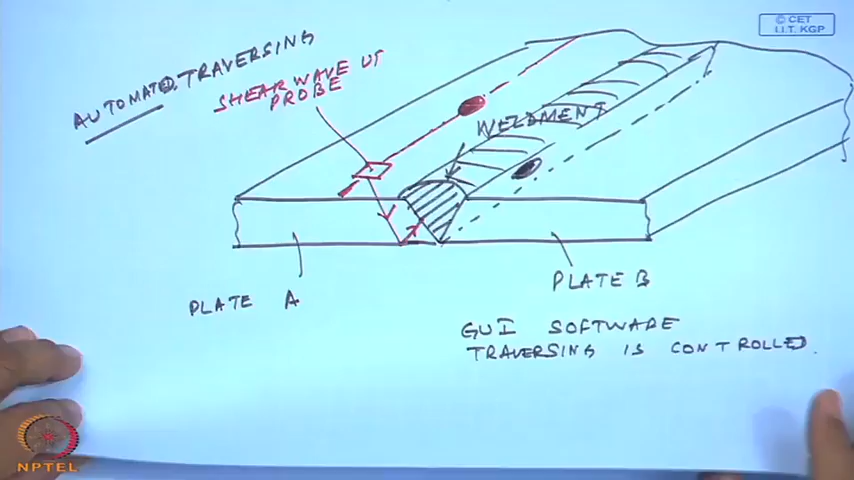 © CET
I.I.T. KGP
AUTOMATED TRAVERSING
SHEAR WAVE UT
PROBE
WELDMENT
PLATE A
PLATE B
GUI SOFTWARE
TRAVERSING IS CONTROLLED.
NPTEL